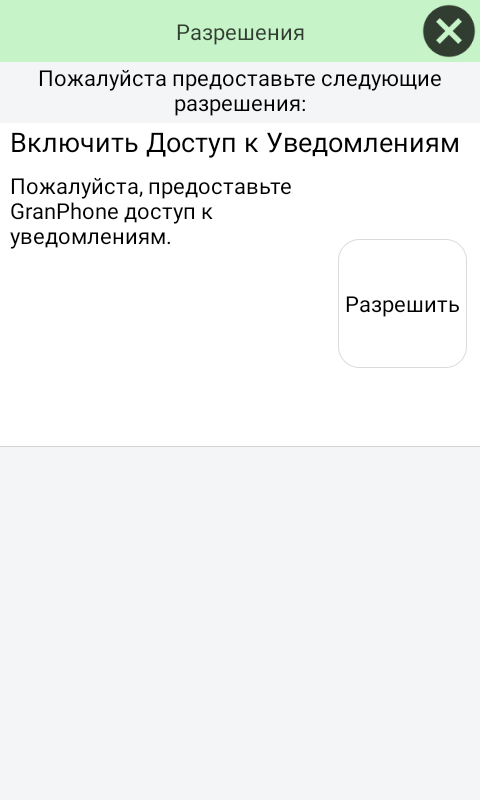 Разрешения
Пожалуйста предоставьте следующие
разрешения:
Включить Доступ к Уведомлениям
Пожалуйста, предоставьте
GranPhone доступ к
уведомлениям.
Разрешить